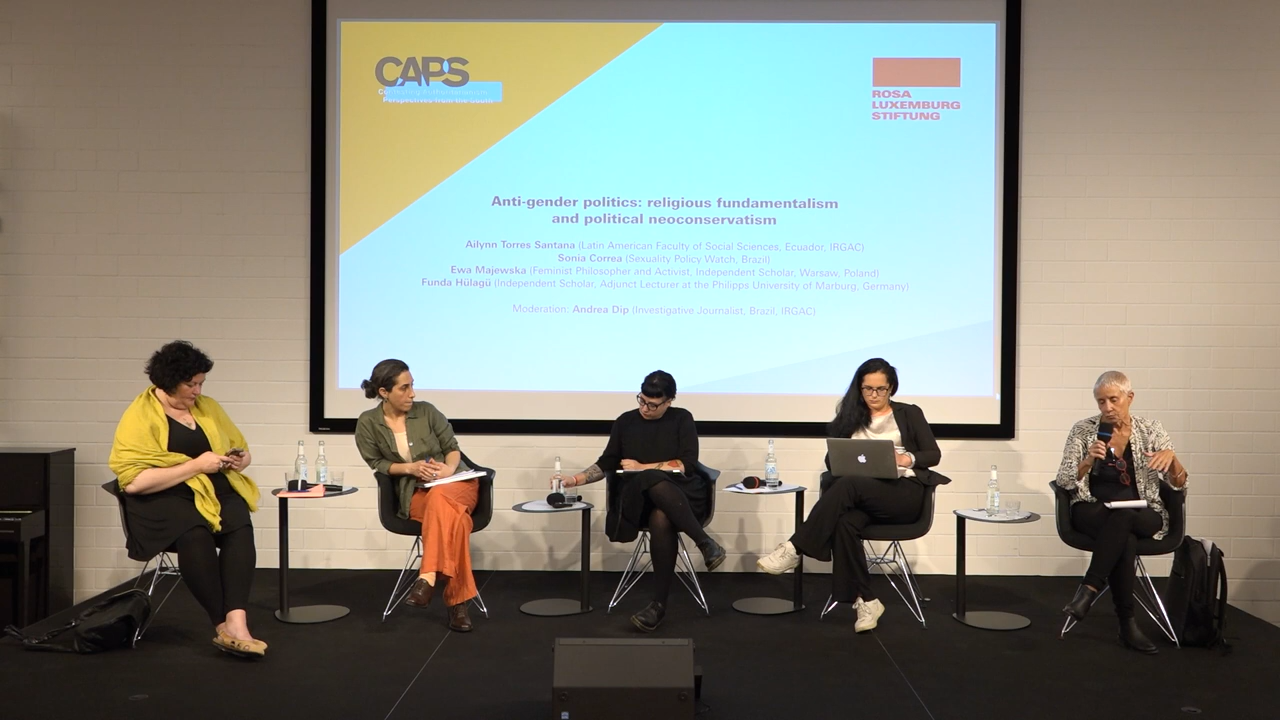 CAPS
Perspectives from the South
ROSA
LUXEMBURG
STIFTUNG
Anti-gender politics: religious fundamentalism
and political neoconservatism
Ailynn Torres Santana (Latin American Faculty of Social Sciences, Ecuador, IRGAC)
Sonia Correa (Sexuality Policy Watch, Brazil)
Ewa Majewska (Feminist Philosopher and Activist, Independent Scholar, Warsaw, Poland)
Funda Hülagü (Independent Scholar, Adjunct Lecturer at the Philipps University of Marburg, Germany)
Moderation: Andrea Dip (Investigative Journalist, Brazil, IRGAC)